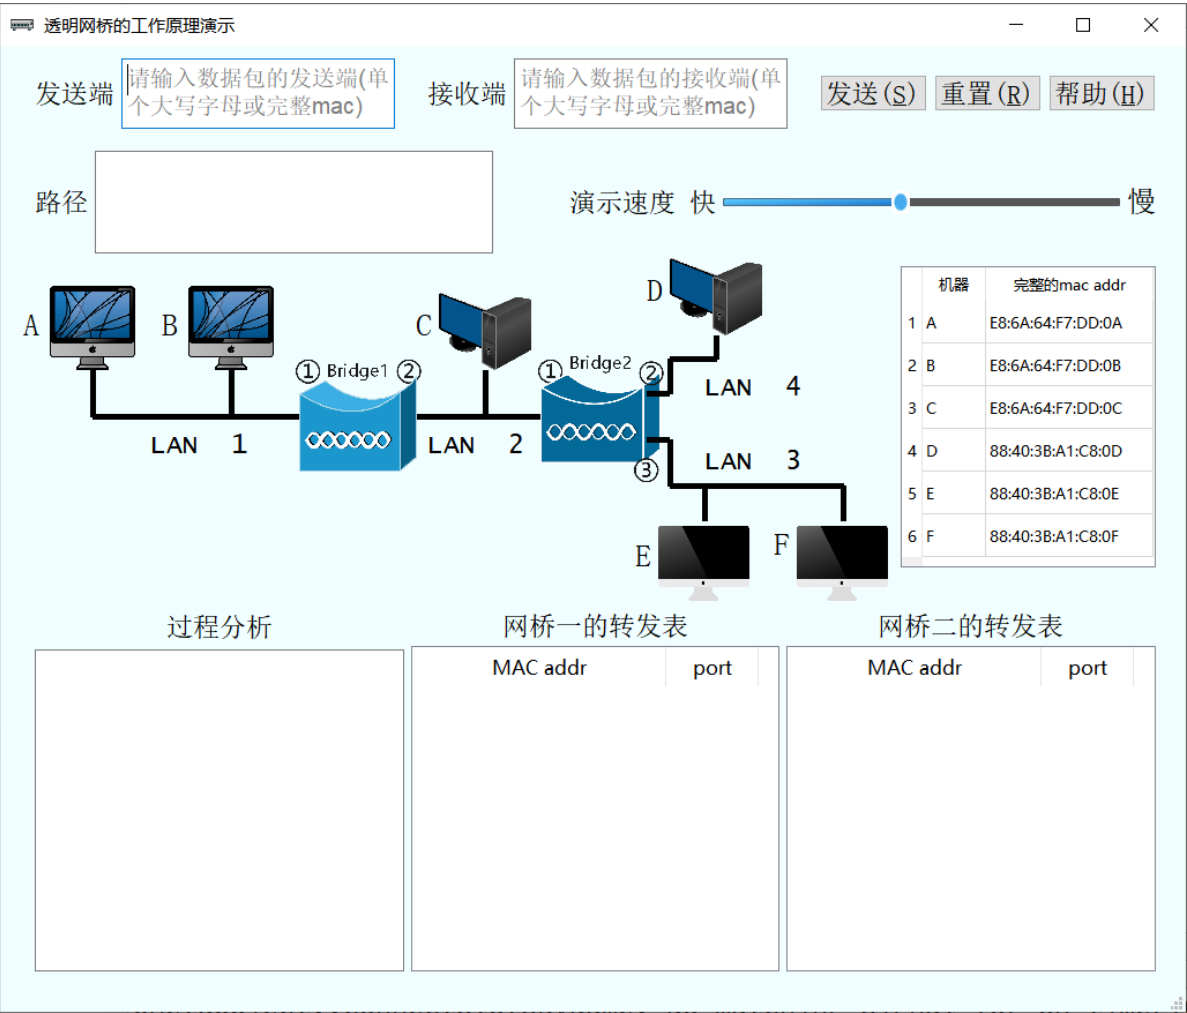 透明网桥的工作原理演示
发送端
请输入数据包的发送端(单
个大写字母或完整mac)
接收端
请输入数据包的接收端(单
个大写字母或完整mac)
发送(S)
重置(R)
帮助(H)
路径
演示速度 快
慢
A
B
C
D
① Bridge1 ②
① Bridge2 ②
③
LAN 1
LAN 2
LAN 4
LAN 3
E
F
机器 完整的mac addr
1 A E8:6A:64:F7:DD:0A
2 B E8:6A:64:F7:DD:0B
3 C E8:6A:64:F7:DD:0C
4 D 88:40:3B:A1:C8:0D
5 E 88:40:3B:A1:C8:0E
6 F 88:40:3B:A1:C8:0F
过程分析
网桥一的转发表
网桥二的转发表
MAC addr port
MAC addr port